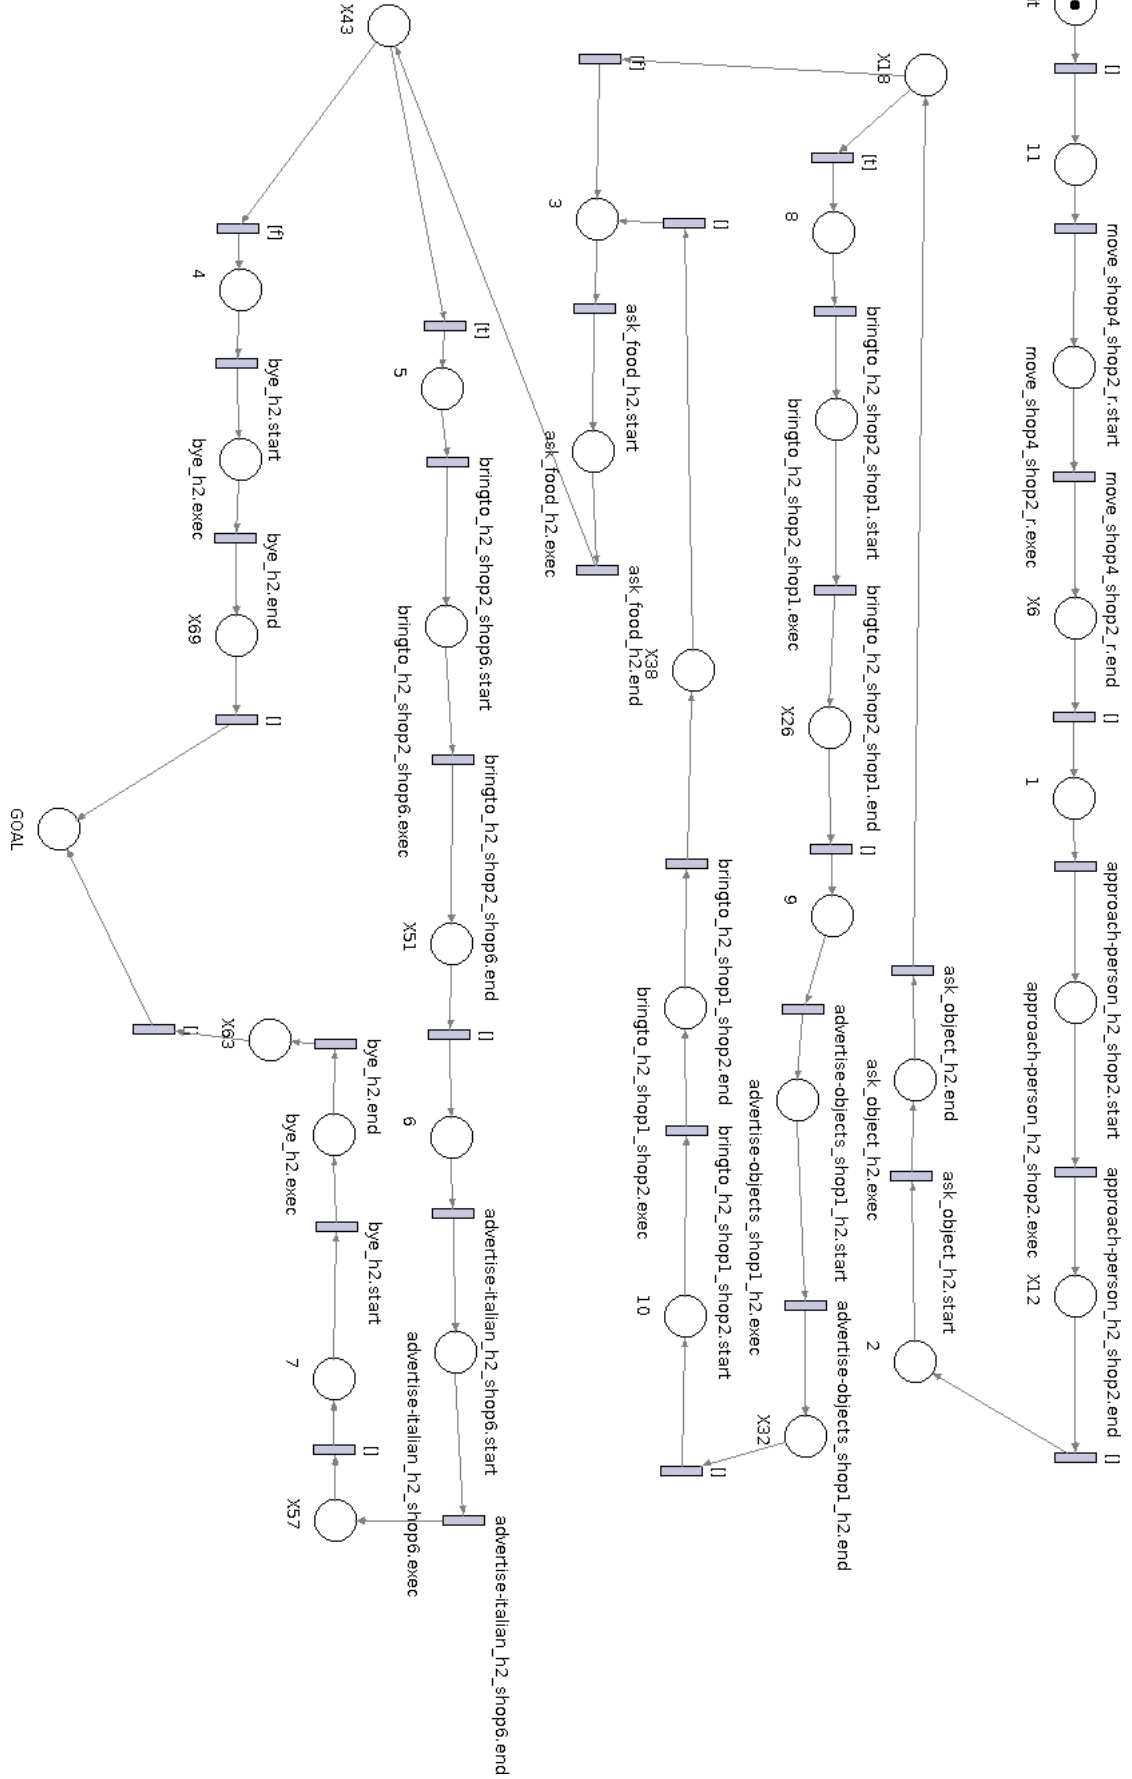 it
[]
11
move_shop4_shop2_r.start
move_shop4_shop2_r.exec
move_shop4_shop2_r.end
X6
[]
1
approach-person_h2_shop2.start
approach-person_h2_shop2.exec
approach-person_h2_shop2.end
X12
[]
2
ask_object_h2.start
ask_object_h2.exec
ask_object_h2.end
X18
[t]
8
bringto_h2_shop2_shop1.start
bringto_h2_shop2_shop1.exec
bringto_h2_shop2_shop1.end
X26
[]
9
advertise-objects_shop1_h2.start
advertise-objects_shop1_h2.exec
advertise-objects_shop1_h2.end
X32
[]
10
bringto_h2_shop1_shop2.start
bringto_h2_shop1_shop2.exec
bringto_h2_shop1_shop2.end
X38
[]
[f]
3
ask_food_h2.start
ask_food_h2.exec
ask_food_h2.end
X43
[t]
5
bringto_h2_shop2_shop6.start
bringto_h2_shop2_shop6.exec
bringto_h2_shop2_shop6.end
X51
[]
6
advertise-italian_h2_shop6.start
advertise-italian_h2_shop6.exec
advertise-italian_h2_shop6.end
X57
[]
7
bye_h2.start
bye_h2.exec
bye_h2.end
X63
[]
[f]
4
bye_h2.start
bye_h2.exec
bye_h2.end
X69
[]
GOAL